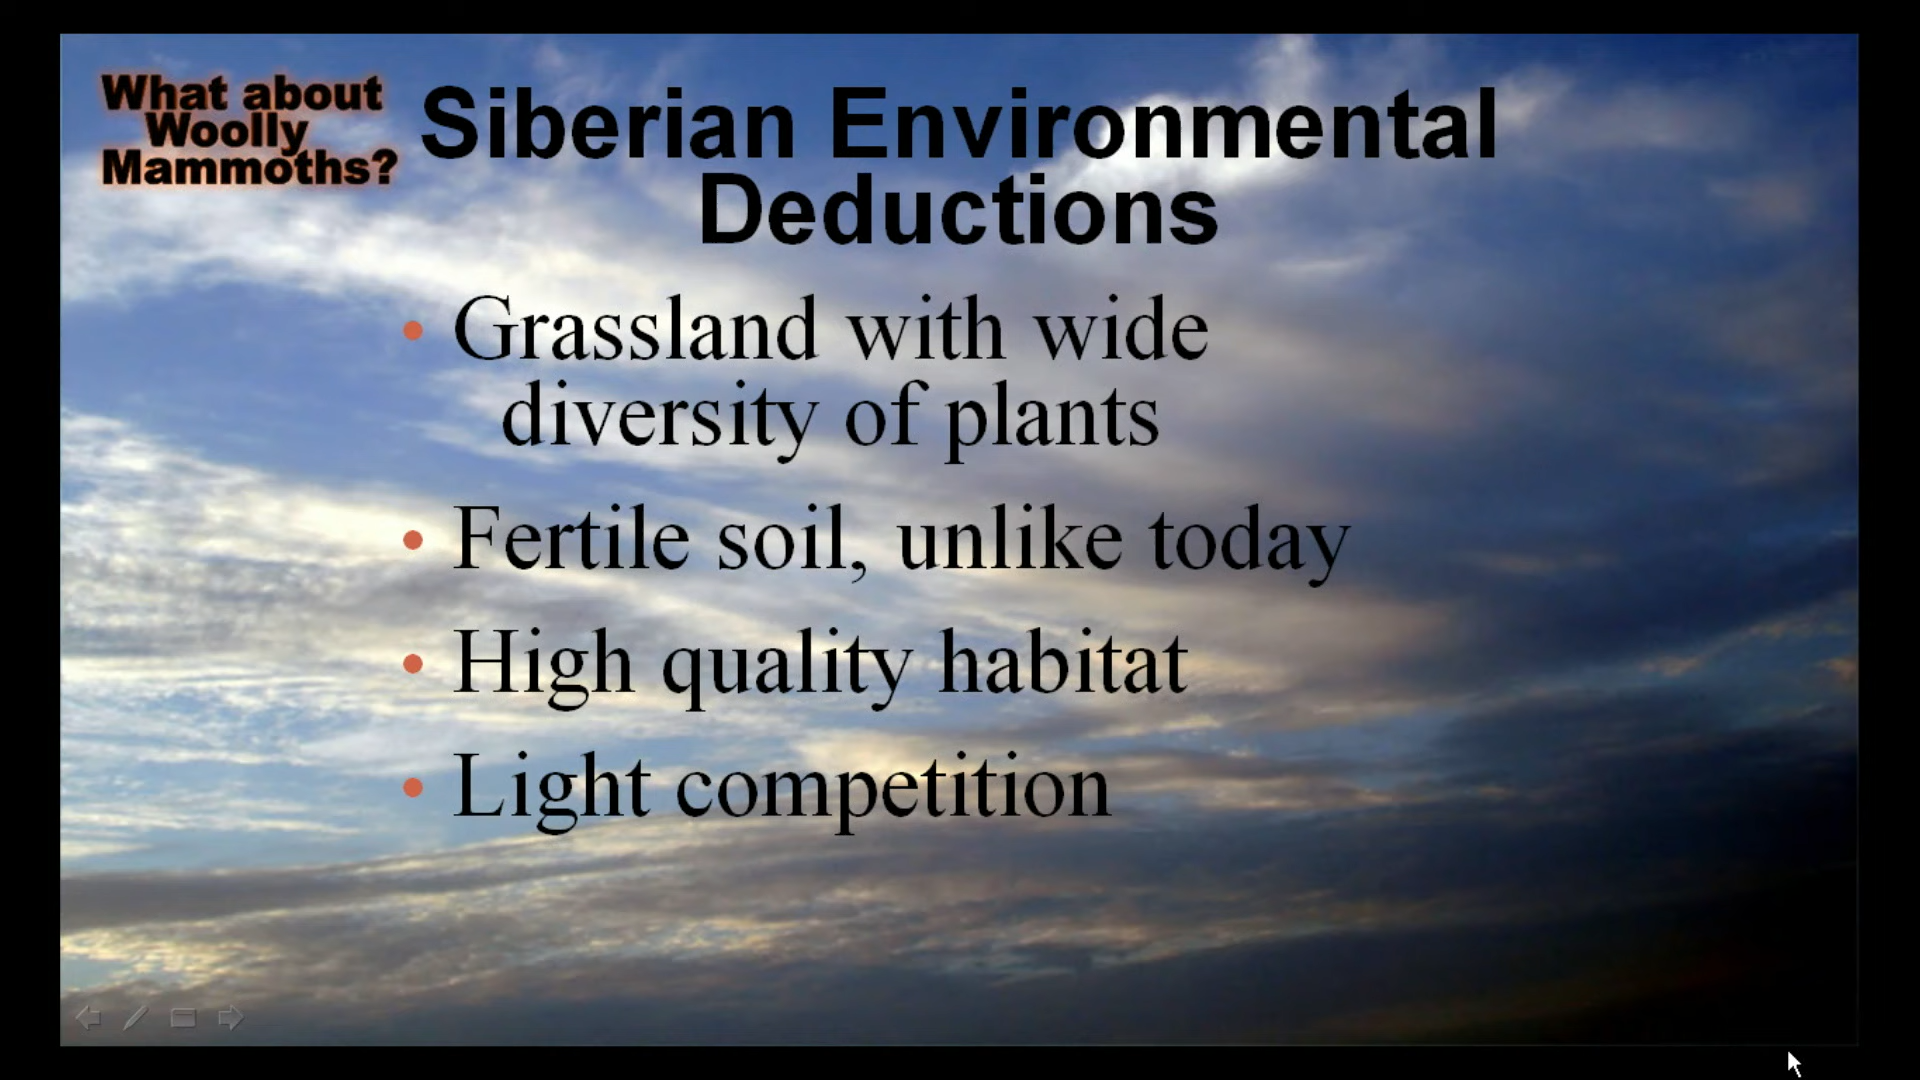 What about
Woolly
Mammoths?
Siberian Environmental
Deductions
• Grassland with wide
diversity of plants
• Fertile soil, unlike today
• High quality habitat
• Light competition